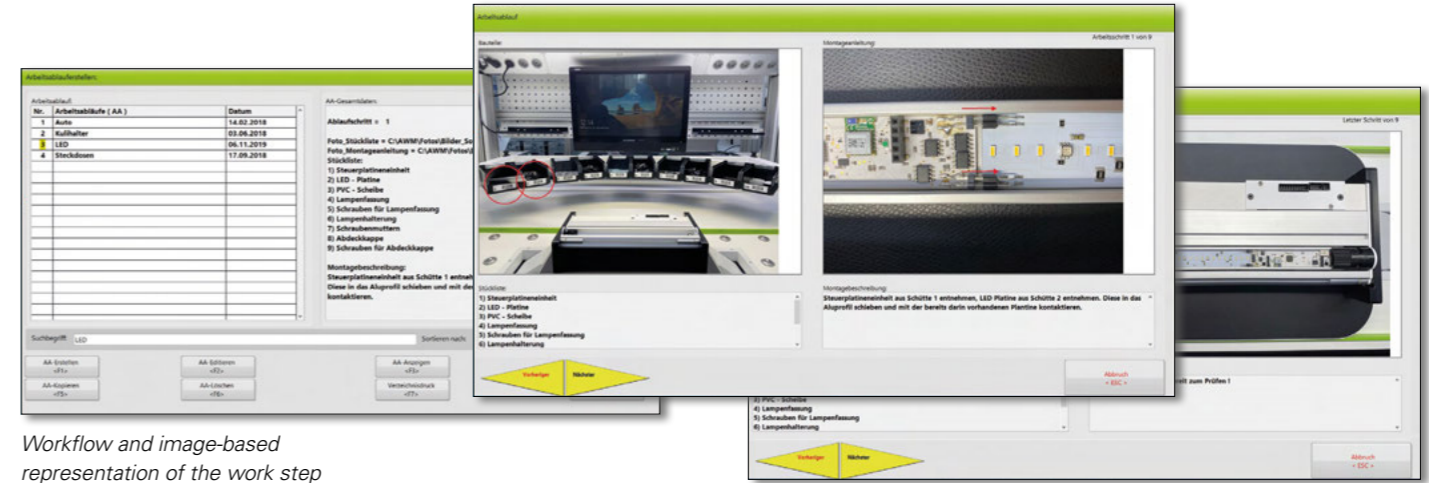 Arbeitsablauferstellen:
Arbeitsablauf:
Nr. Arbeitsabläufe ( AA ) Datum
1 Auto 14.02.2018
2 Kulihalter 03.06.2018
3 LED 06.11.2019
4 Steckdosen 17.09.2018
AA-Gesamtdaten:
Ablaufschritt = 1
Foto_Stückliste = C:\AWM\Fotos\Bilder_So
Foto_Montageanleitung = C:\AWM\Fotos\
Stückliste:
1) Steuerplatineneinheit
2) LED - Platine
3) PVC - Scheibe
4) Lampenfassung
5) Schrauben für Lampenfassung
6) Lampenhalterung
7) Schraubenmuttern
8) Abdeckkappe
9) Schrauben für Abdeckkappe
Montagebeschreibung:
Steuerplatineneinheit aus Schütte 1 entneh
Diese in das Aluprofil schieben und mit der
kontaktieren.
Suchbegriff: LED
Sortieren nach:
AA-Erstellen
<F1>
AA-Editieren
<F2>
AA-Anzeigen
<F3>
AA-Kopieren
<F5>
AA-Löschen
<F6>
Verzeichnisdruck
<F7>
Workflow and image-based
representation of the work step
Arbeitsablauf
Arbeitsschritt 1 von 9
Bauteile:
Montageanleitung:
Stückliste:
1) Steuerplatineneinheit
2) LED - Platine
3) PVC - Scheibe
4) Lampenfassung
5) Schrauben für Lampenfassung
6) Lampenhalterung
Montagebeschreibung:
Steuerplatineneinheit aus Schütte 1 entnehmen, LED Platine aus Schütte 2 entnehmen. Diese in das
Aluprofil schieben und mit der bereits darin vorhandenen Plantine kontaktieren.
Vorheriger Nächster
Abbruch
< ESC >
Letzer Schritt von 9
reit zum Prüfen !
3) PVC - Scheibe
4) Lampenfassung
5) Schrauben für Lampenfassung
6) Lampenhalterung
Vorheriger Nächster
Abbruch
< ESC >